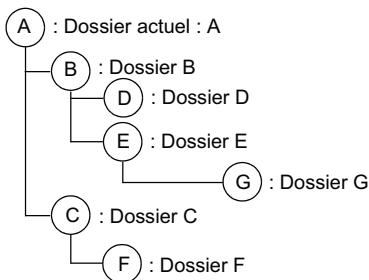 A : Dossier actuel : A
B : Dossier B
D : Dossier D
E : Dossier E
G : Dossier G
C : Dossier C
F : Dossier F